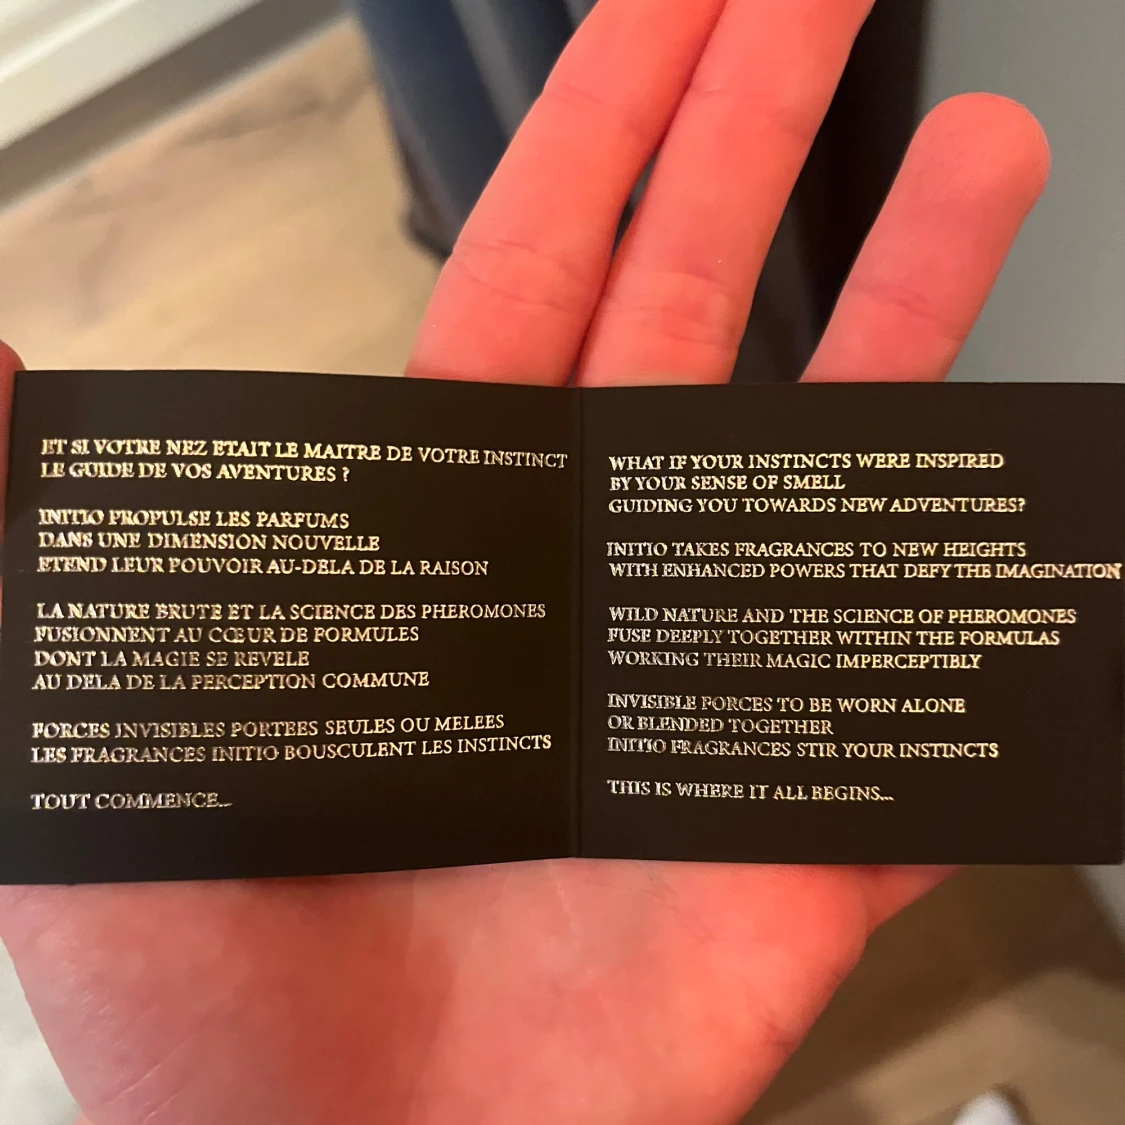 ET SI VOTRE NEZ ETAIT LE MAITRE DE VOTRE INSTINCT
LE GUIDE DE VOS AVENTURES ?
INITIO PROPULSE LES PARFUMS
DANS UNE DIMENSION NOUVELLE
ETEND LEUR POUVOIR AU-DELA DE LA RAISON
LA NATURE BRUTE ET LA SCIENCE DES PHEROMONES
FUSIONNENT AU CŒUR DE FORMULES
DONT LA MAGIE SE REVELE
AU DELA DE LA PERCEPTION COMMUNE
FORCES INVISIBLES PORTEES SEULES OU MELEES
LES FRAGRANCES INITIO BOUSCULENT LES INSTINCTS
TOUT COMMENCE...
WHAT IF YOUR INSTINCTS WERE INSPIRED
BY YOUR SENSE OF SMELL
GUIDING YOU TOWARDS NEW ADVENTURES?
INITIO TAKES FRAGRANCES TO NEW HEIGHTS
WITH ENHANCED POWERS THAT DEFY THE IMAGINATION
WILD NATURE AND THE SCIENCE OF PHEROMONES
FUSE DEEPLY TOGETHER WITHIN THE FORMULAS
WORKING THEIR MAGIC IMPERCEPTIBLY
INVISIBLE FORCES TO BE WORN ALONE
OR BLENDED TOGETHER
INITIO FRAGRANCES STIR YOUR INSTINCTS
THIS IS WHERE IT ALL BEGINS...